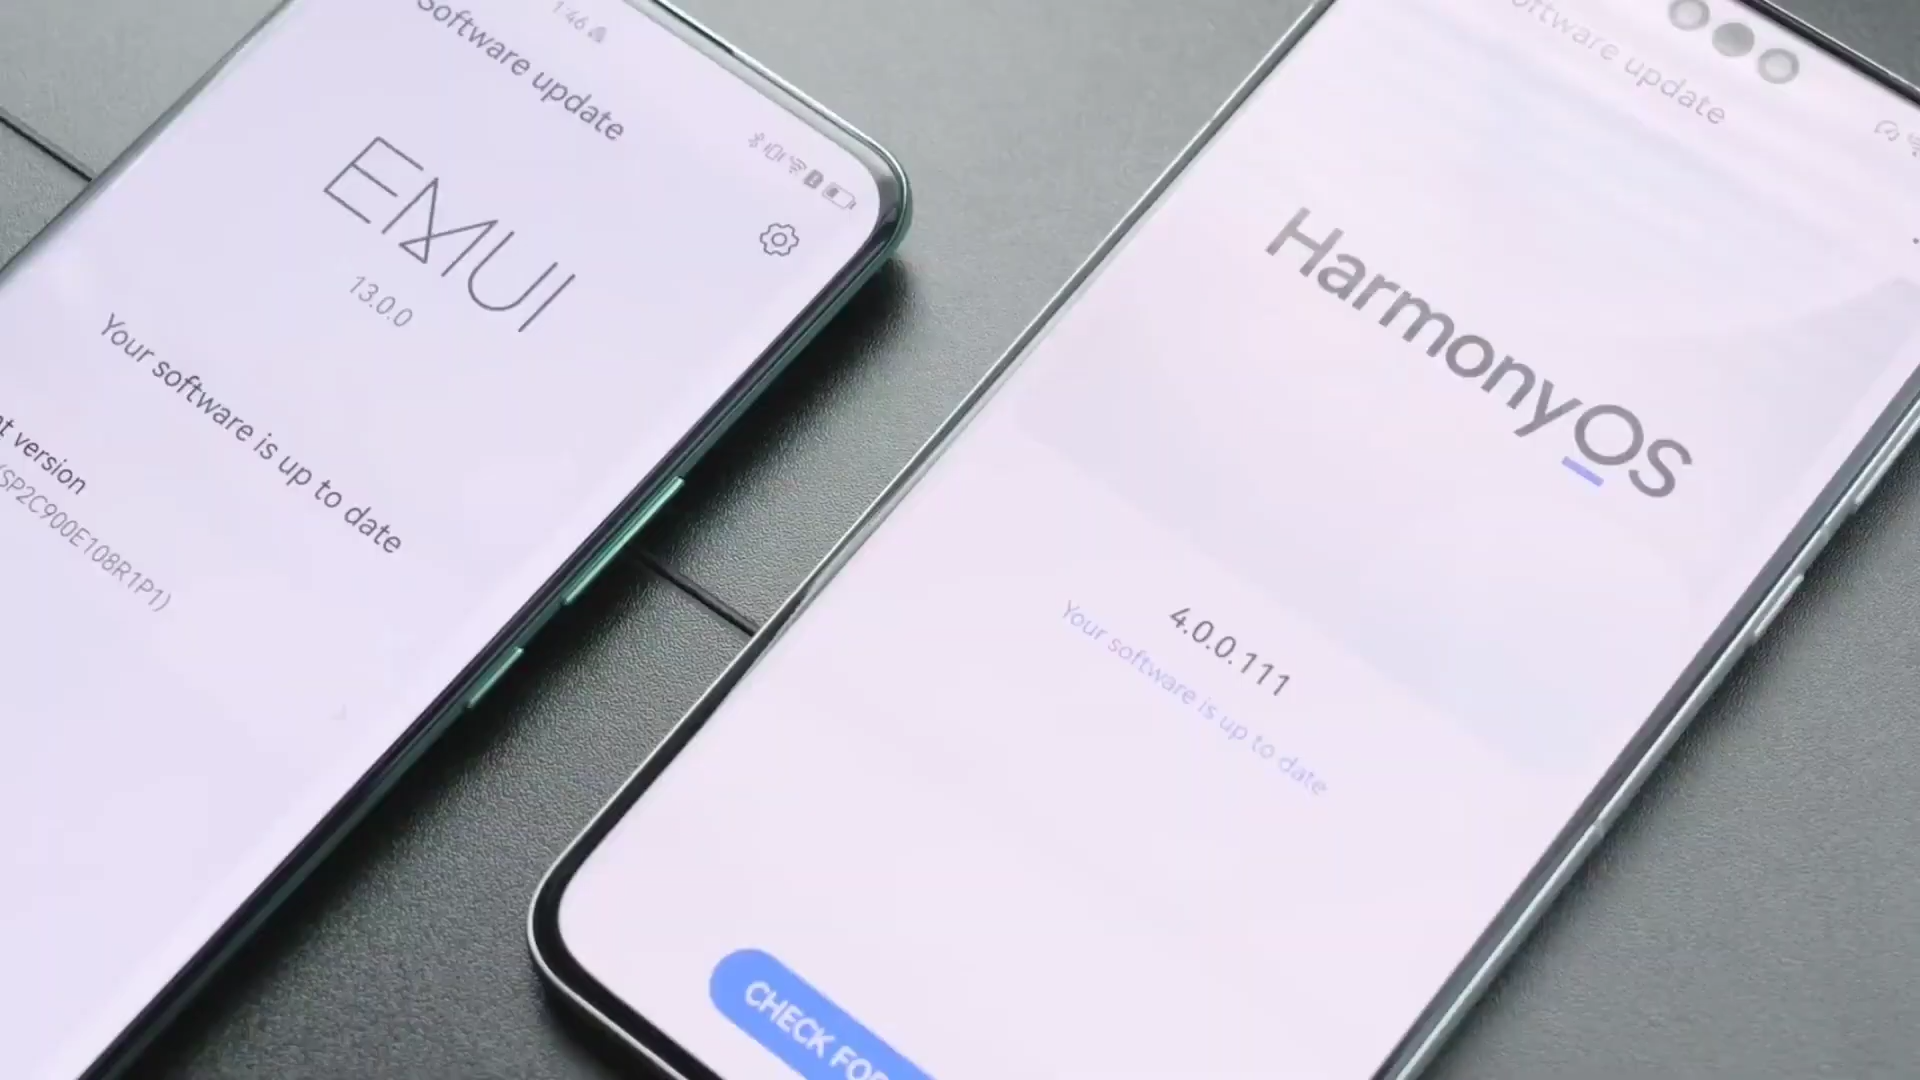 1:46
Software update
EMUI
13.0.0
Your software is up to date
nt version
(SP2C900E108R1P1)
oftware update
HarmonyOS
4.0.0.111
Your software is up to date
CHECK FOR